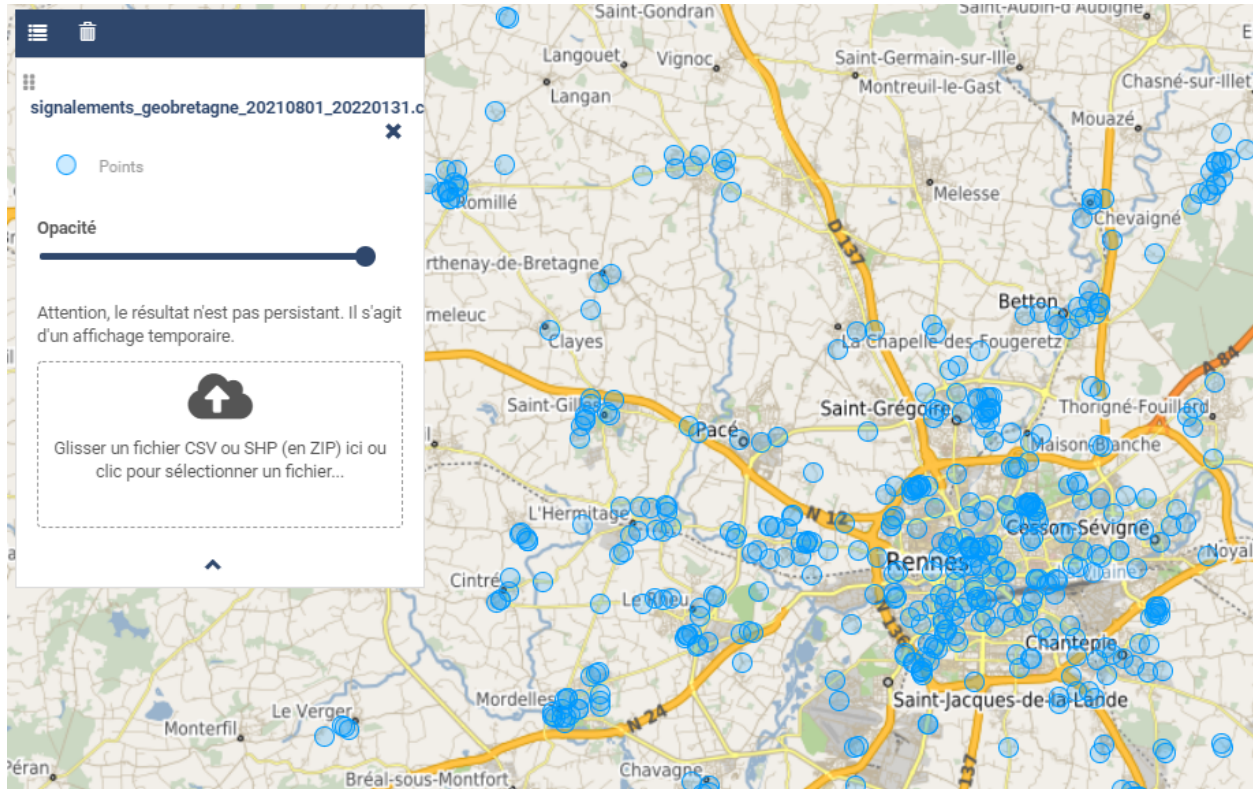 signalements_geobretagne_20210801_20220131.c
Points
Opacité
Attention, le résultat n'est pas persistant. Il s'agit
d'un affichage temporaire.
Glisser un fichier CSV ou SHP (en ZIP) ici ou
clic pour sélectionner un fichier...
Saint-Gondran
Saint-Aubin-d'Aubigné
Langouet
Vignoc
Saint-Germain-sur-Ille
Montreuil-le-Gast
Chasné-sur-Illet
Langan
Mouazé
Romillé
Melesse
Chevaigné
D 137
rthenay-de-Bretagne
meleuc
Betton
Clayes
La Chapelle des Fougeretz
A 84
Saint-Gilles
Saint-Grégoire
Thorigné-Fouillard
Pacé
Maison-Blanche
L'Hermitage
N 12
Cesson-Sévigné
Rennes
Noyal
Cintré
Le Rheu
N 136
Chantepie
Mordelles
Saint-Jacques-de-la-Lande
Le Verger
N 24
Monterfil
Péran
Bréal-sous-Montfort
Chavagne
137